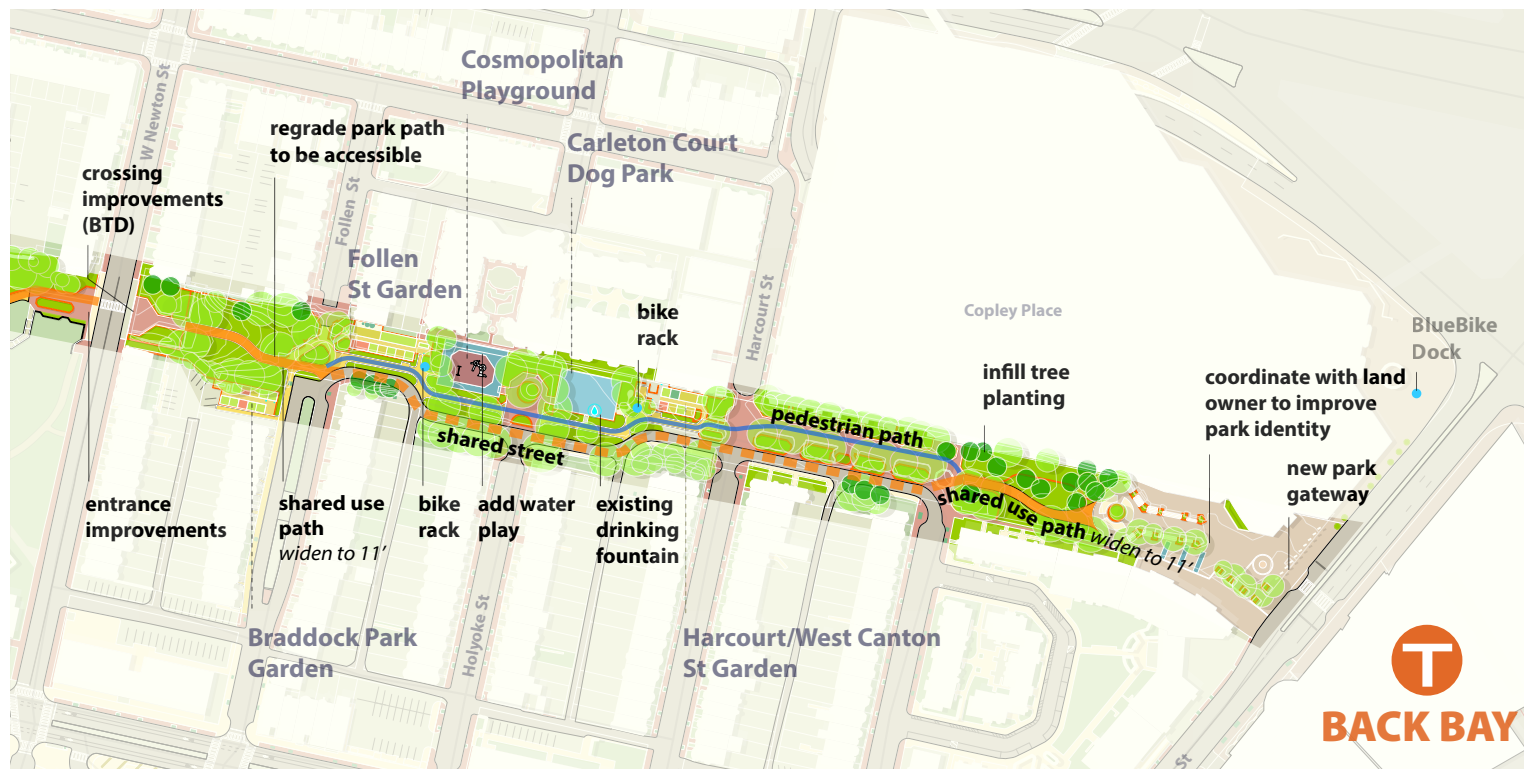 Cosmopolitan
Playground
W Newton St
regrade park path
to be accessible
Carleton Court
Dog Park
crossing
improvements
(BTD)
Follen St
Follen
St Garden
Harcourt St
bike
rack
Copley Place
BlueBike
Dock
infill tree
planting
coordinate with land
owner to improve
park identity
pedestrian path
shared street
new park
gateway
shared use path widen to 11’
entrance
improvements
shared use
path
widen to 11’
bike
rack
add water
play
existing
drinking
fountain
Holyoke St
Braddock Park
Garden
Harcourt/West Canton
St Garden
T
BACK BAY
St